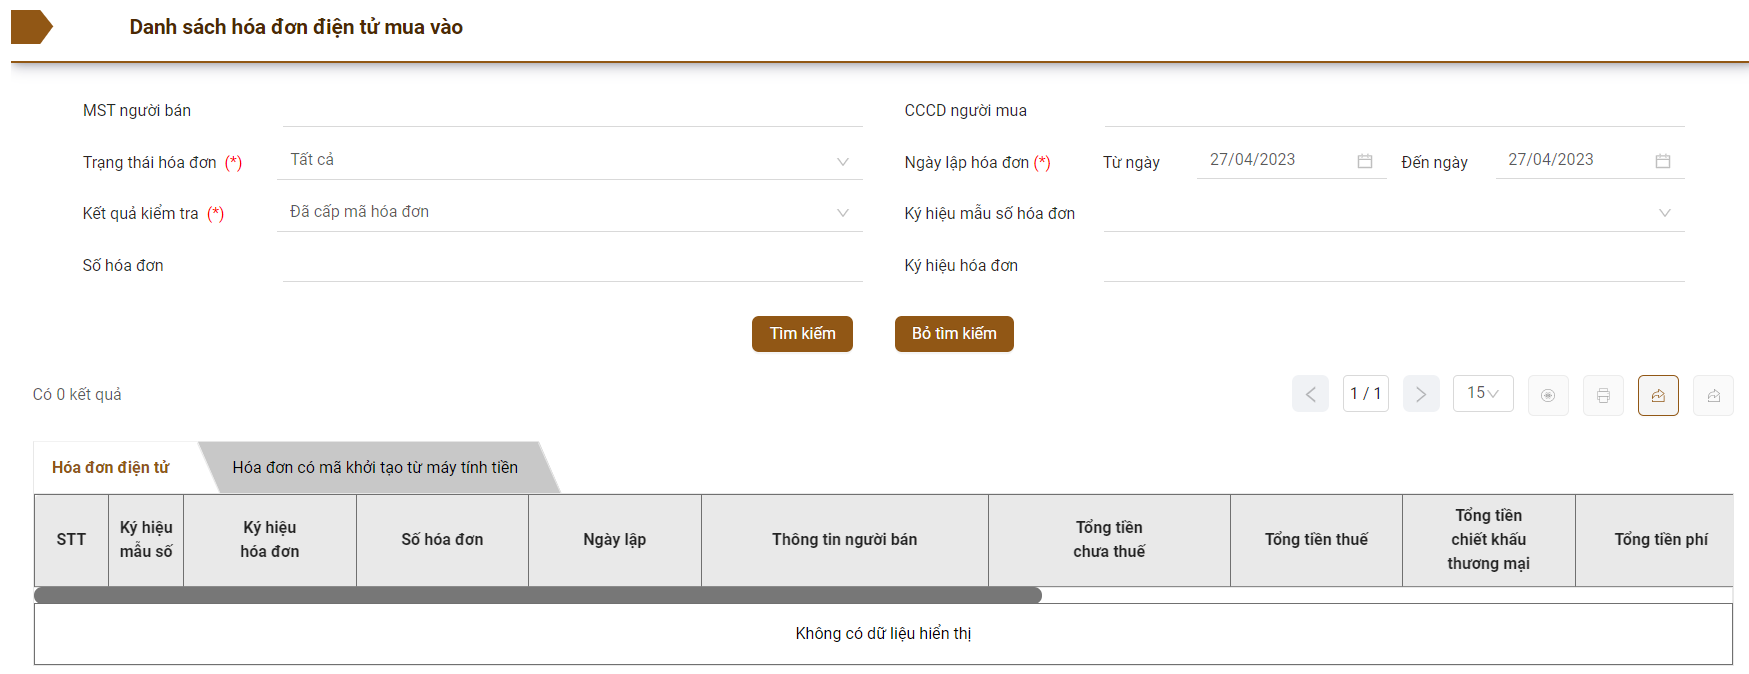 Danh sách hóa đơn điện tử mua vào
MST người bán
CCCD người mua
Trạng thái hóa đơn (*) Tất cả
Ngày lập hóa đơn (*) Từ ngày 27/04/2023 Đến ngày 27/04/2023
Kết quả kiểm tra (*) Đã cấp mã hóa đơn
Ký hiệu mẫu số hóa đơn
Số hóa đơn
Ký hiệu hóa đơn
Tìm kiếm
Bỏ tìm kiếm
Có 0 kết quả
1 / 1
15
Hóa đơn điện tử
Hóa đơn có mã khởi tạo từ máy tính tiền
STT
Ký hiệu
mẫu số
Ký hiệu
hóa đơn
Số hóa đơn
Ngày lập
Thông tin người bán
Tổng tiền
chưa thuế
Tổng tiền thuế
Tổng tiền
chiết khấu
thương mại
Tổng tiền phí
Không có dữ liệu hiển thị